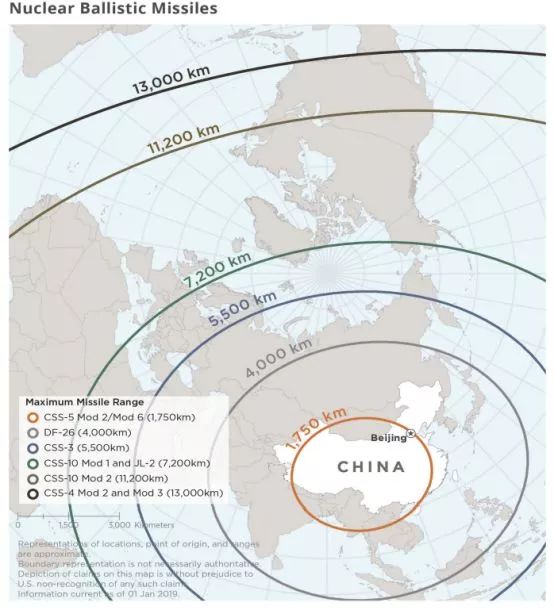 Nuclear Ballistic Missiles
13,000 km
11,200 km
7,200 km
5,500 km
4,000 km
1,750 km
Beijing
CHINA
Maximum Missile Range
CSS-5 Mod 2/Mod 6 (1,750km)
DF-26 (4,000km)
CSS-3 (5,500km)
CSS-10 Mod 1 and JL-2 (7,200km)
CSS-10 Mod 2 (11,200km)
CSS-4 Mod 2 and Mod 3 (13,000km)
0 1,500 3,000 Kilometers
Representations of locations, point of origin, and ranges
are approximate.
Boundary representation is not necessarily authoritative.
Depiction of claims on this map is without prejudice to
U.S. non-recognition of any such claims.
Information current as of 01 Jan 2019.